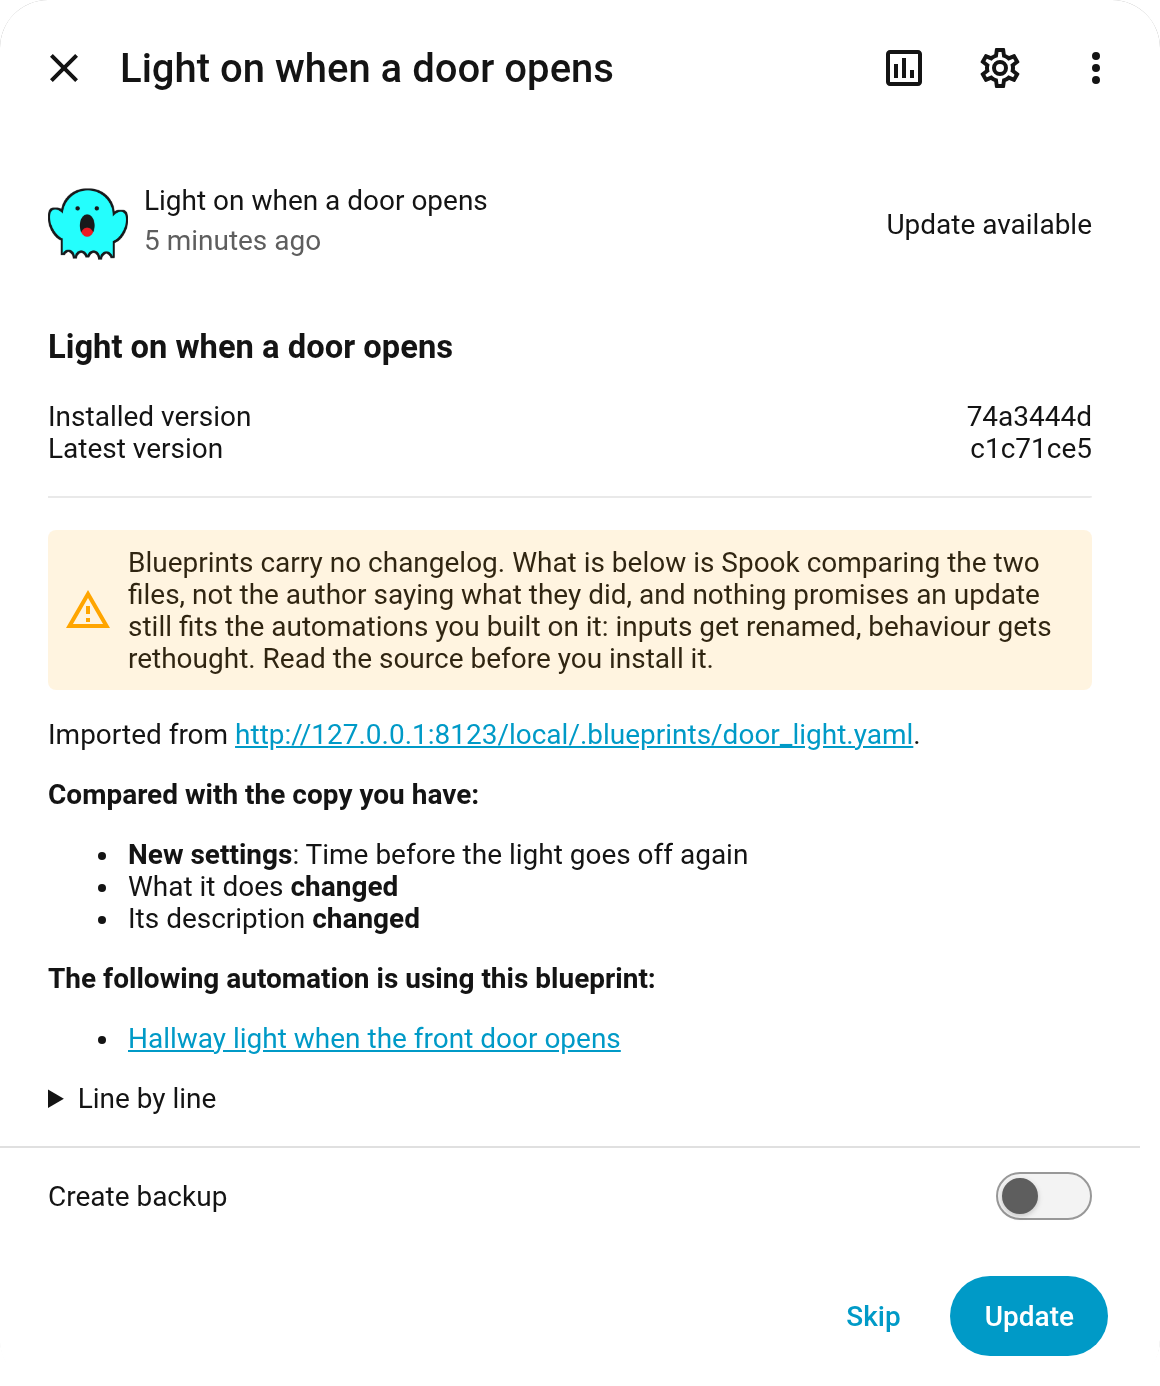 Light on when a door opens
Light on when a door opens
5 minutes ago
Update available
Light on when a door opens
Installed version 74a3444d
Latest version c1c71ce5
Blueprints carry no changelog. What is below is Spook comparing the two
files, not the author saying what they did, and nothing promises an update
still fits the automations you built on it: inputs get renamed, behaviour gets
rethought. Read the source before you install it.
Imported from http://127.0.0.1:8123/local/.blueprints/door_light.yaml.
Compared with the copy you have:
• New settings: Time before the light goes off again
• What it does changed
• Its description changed
The following automation is using this blueprint:
• Hallway light when the front door opens
Line by line
Create backup
Skip Update